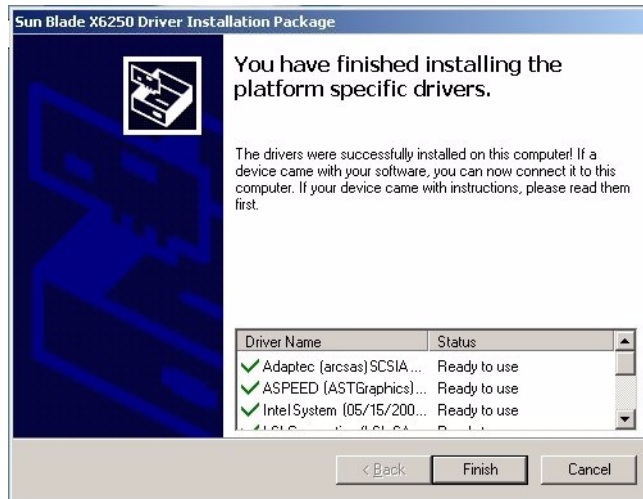 Sun Blade X6250 Driver Installation Package
You have finished installing the
platform specific drivers.
The drivers were successfully installed on this computer! If a
device came with your software, you can now connect it to this
computer. If your device came with instructions, please read them
first.
Driver Name Status
Adaptec (arcsas) SCSIA... Ready to use
ASPEED (ASTGraphics)... Ready to use
Intel System (05/15/200... Ready to use
< Back Finish Cancel